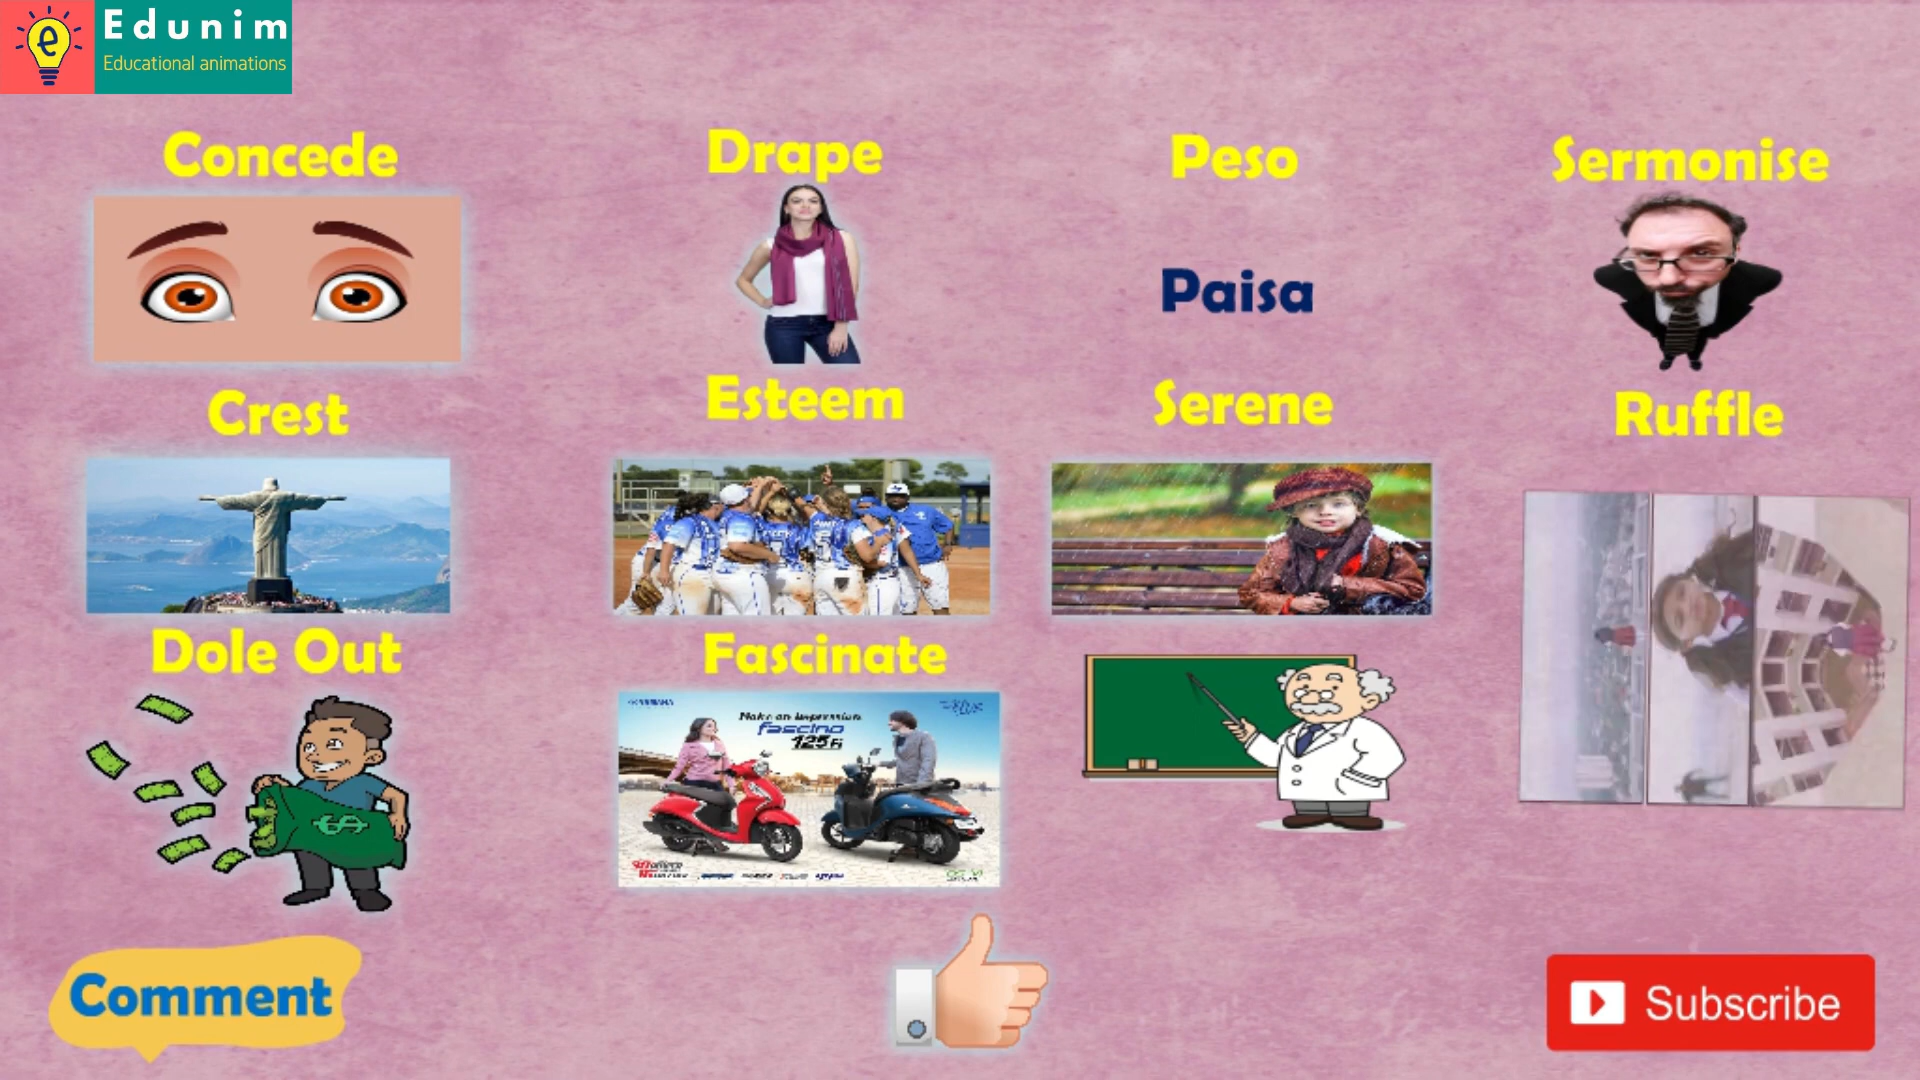 Edunim
Educational animations
Concede
Drape
Peso
Sermonise
Paisa
Crest
Esteem
Serene
Ruffle
Dole Out
Fascinate
Make an impression
fascino
125 Fi
$
Comment
Subscribe